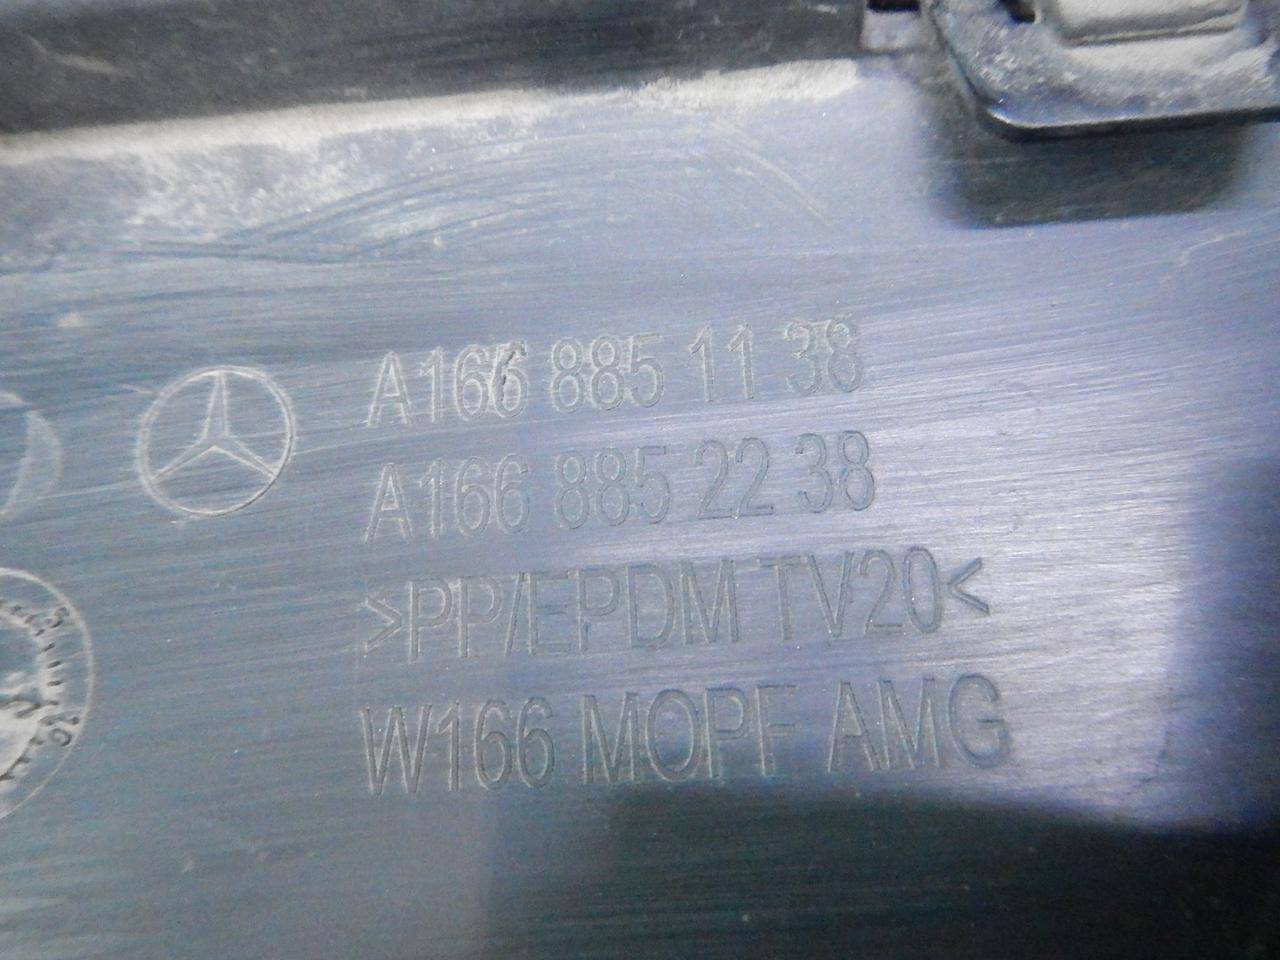 A166 885 11 38
A166 885 22 38
>PP/EPDM TV20<
W166 MOPF AMG